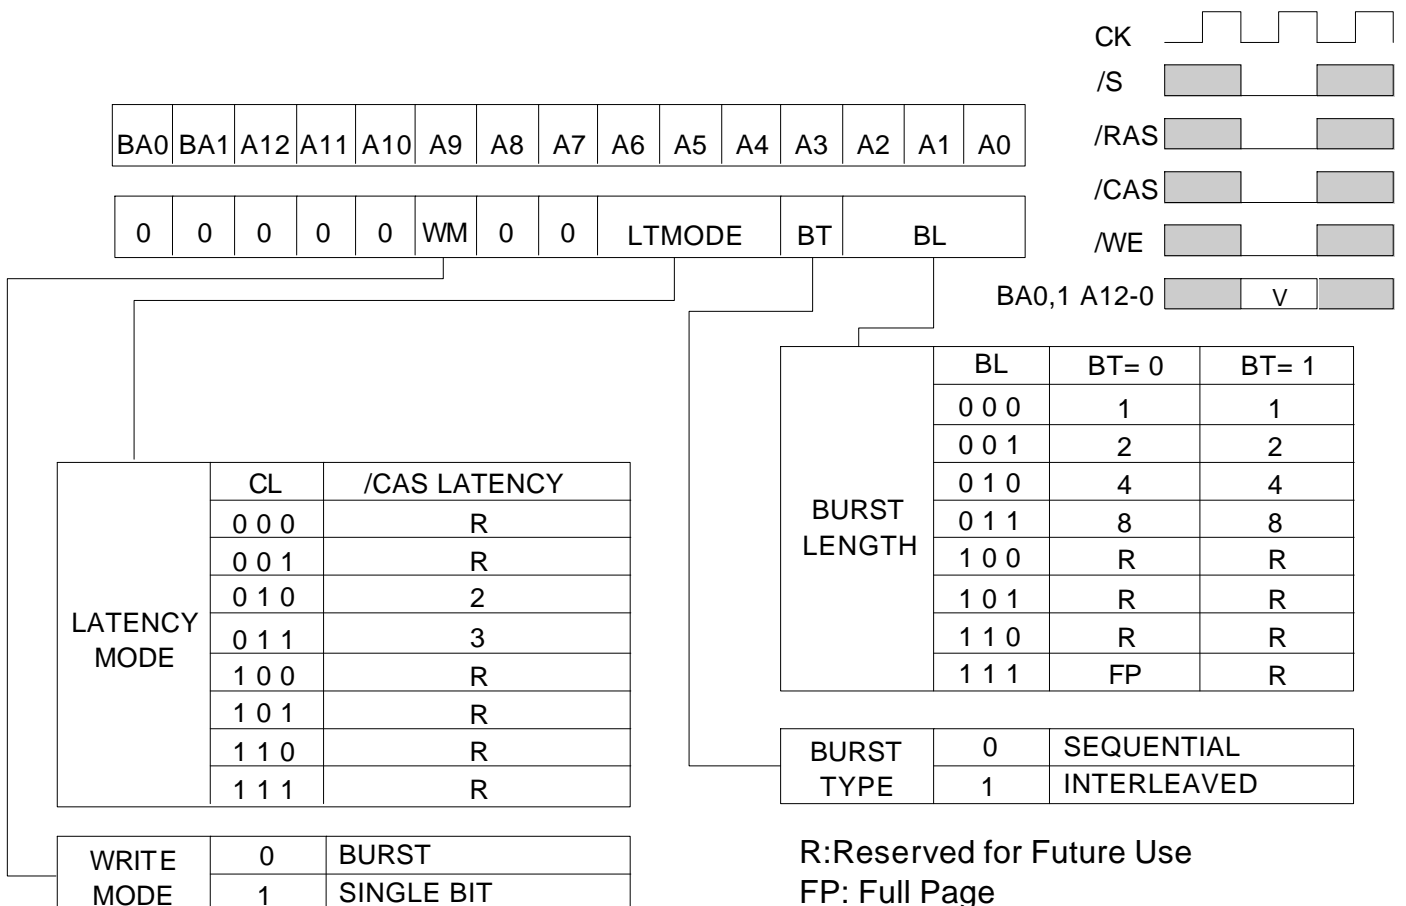 CK
/S
/RAS
/CAS
/WE
BA0,1 A12-0 V
BA0 BA1 A12 A11 A10 A9 A8 A7 A6 A5 A4 A3 A2 A1 A0
0 0 0 0 0 WM 0 0 LTMODE BT BL
BURST LENGTH
BL BT= 0 BT= 1
0 0 0 1 1
0 0 1 2 2
0 1 0 4 4
0 1 1 8 8
1 0 0 R R
1 0 1 R R
1 1 0 R R
1 1 1 FP R
LATENCY MODE
CL /CAS LATENCY
0 0 0 R
0 0 1 R
0 1 0 2
0 1 1 3
1 0 0 R
1 0 1 R
1 1 0 R
1 1 1 R
BURST TYPE
0 SEQUENTIAL
1 INTERLEAVED
WRITE MODE
0 BURST
1 SINGLE BIT
R:Reserved for Future Use
FP: Full Page